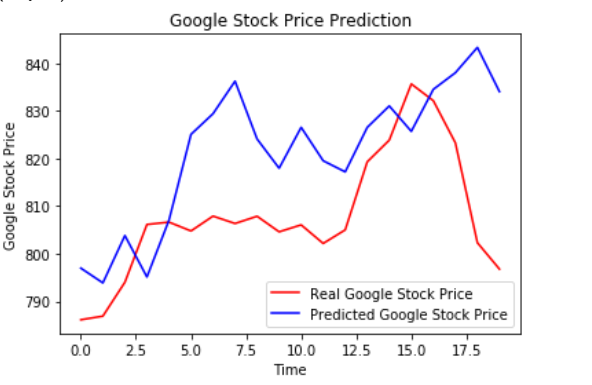 Google Stock Price Prediction
840
830
820
810
800
790
Google Stock Price
Real Google Stock Price
Predicted Google Stock Price
0.0 2.5 5.0 7.5 10.0 12.5 15.0 17.5
Time